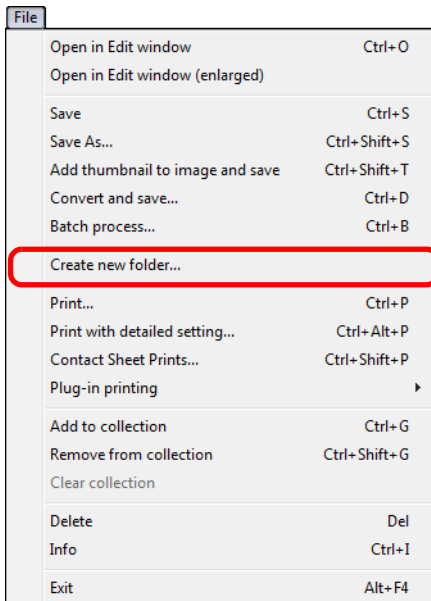 File
Open in Edit window Ctrl+O
Open in Edit window (enlarged)
Save Ctrl+S
Save As... Ctrl+Shift+S
Add thumbnail to image and save Ctrl+Shift+T
Convert and save... Ctrl+D
Batch process... Ctrl+B
Create new folder...
Print... Ctrl+P
Print with detailed setting... Ctrl+Alt+P
Contact Sheet Prints... Ctrl+Shift+P
Plug-in printing
Add to collection Ctrl+G
Remove from collection Ctrl+Shift+G
Clear collection
Delete Del
Info Ctrl+I
Exit Alt+F4